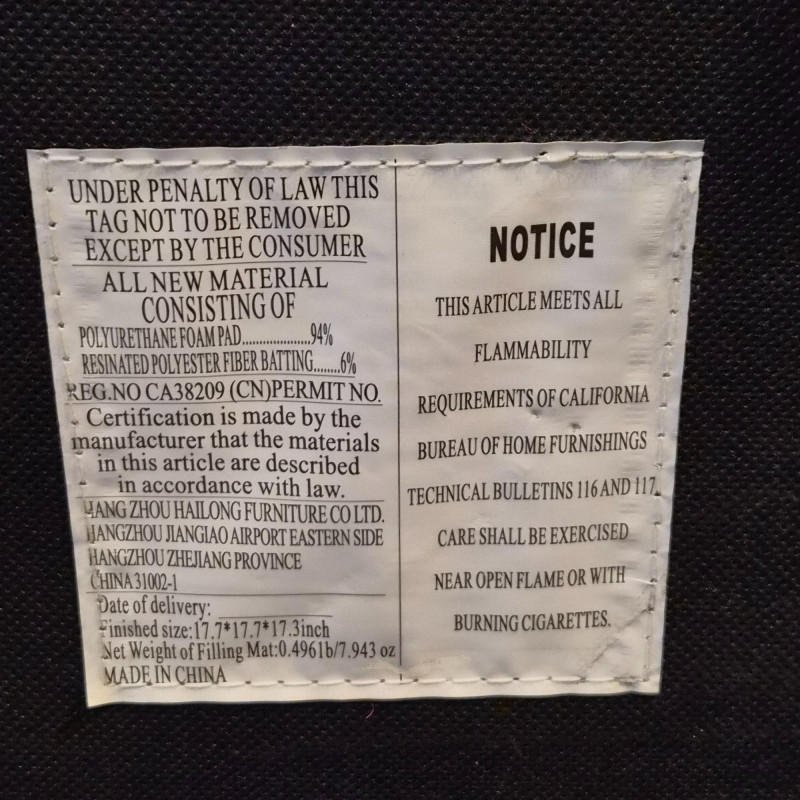 UNDER PENALTY OF LAW THIS
TAG NOT TO BE REMOVED
EXCEPT BY THE CONSUMER
ALL NEW MATERIAL
CONSISTING OF
POLYURETHANE FOAM PAD....................94%
RESINATED POLYESTER FIBER BATTING........6%
REG.NO CA38209 (CN)PERMIT NO.
Certification is made by the
manufacturer that the materials
in this article are described
in accordance with law.
HANG ZHOU HAILONG FURNITURE CO LTD.
HANGZHOU JIANGIAO AIRPORT EASTERN SIDE
HANGZHOU ZHEJIANG PROVINCE
CHINA 31002-1
Date of delivery:
Finished size:17.7*17.7*17.3inch
Net Weight of Filling Mat:0.496lb/7.943 oz
MADE IN CHINA
NOTICE
THIS ARTICLE MEETS ALL
FLAMMABILITY
REQUIREMENTS OF CALIFORNIA
BUREAU OF HOME FURNISHINGS
TECHNICAL BULLETINS 116 AND 117.
CARE SHALL BE EXERCISED
NEAR OPEN FLAME OR WITH
BURNING CIGARETTES.